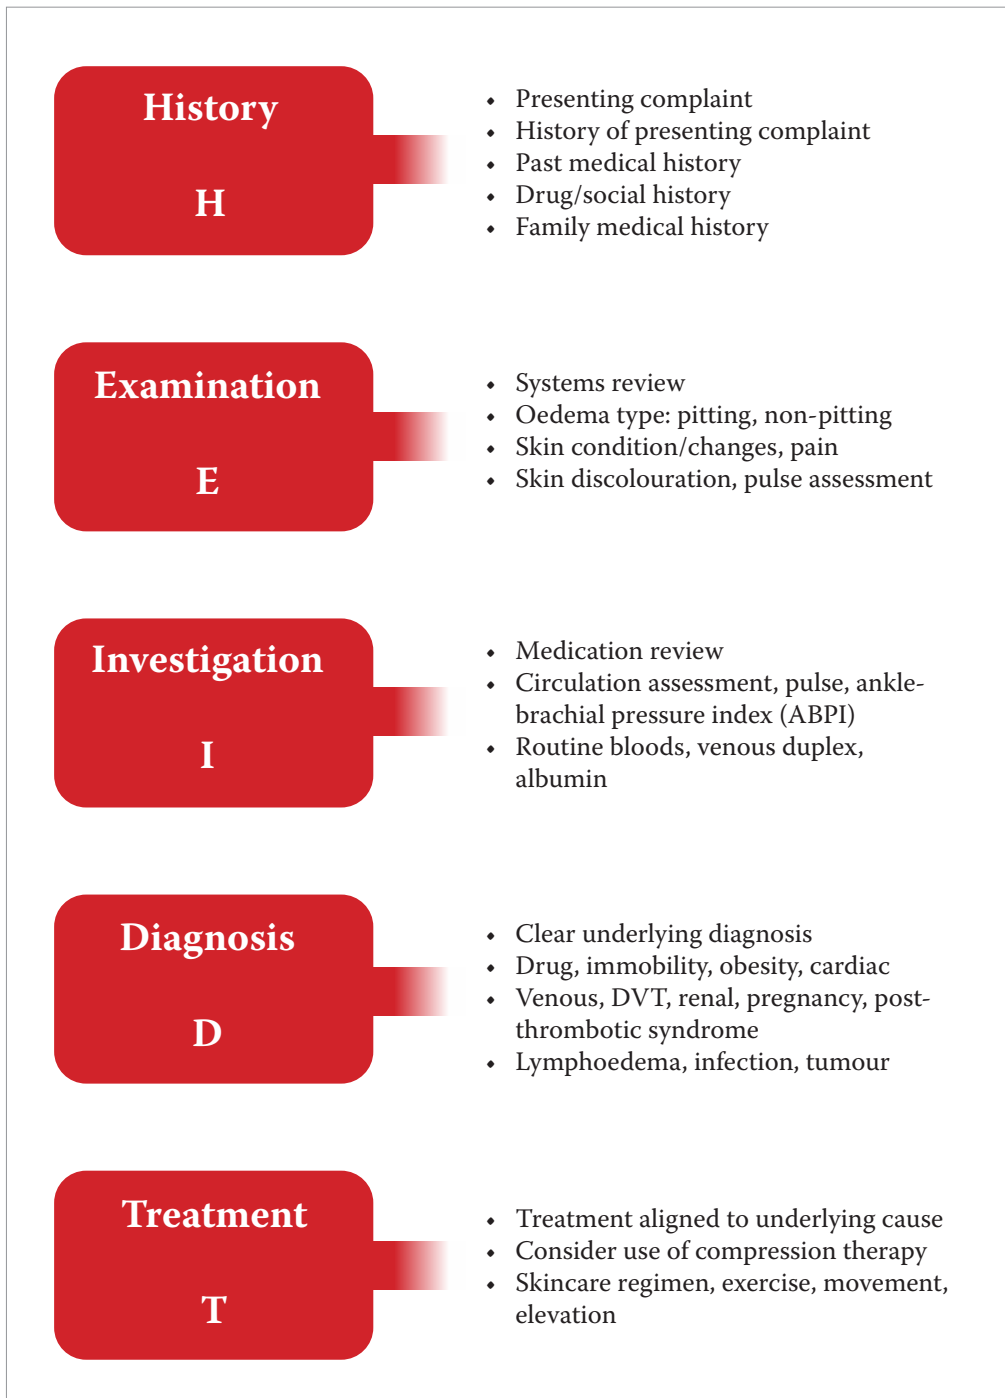 History
H
• Presenting complaint
• History of presenting complaint
• Past medical history
• Drug/social history
• Family medical history
Examination
E
• Systems review
• Oedema type: pitting, non-pitting
• Skin condition/changes, pain
• Skin discolouration, pulse assessment
Investigation
I
• Medication review
• Circulation assessment, pulse, ankle-
brachial pressure index (ABPI)
• Routine bloods, venous duplex,
albumin
Diagnosis
D
• Clear underlying diagnosis
• Drug, immobility, obesity, cardiac
• Venous, DVT, renal, pregnancy, post-
thrombotic syndrome
• Lymphoedema, infection, tumour
Treatment
T
• Treatment aligned to underlying cause
• Consider use of compression therapy
• Skincare regimen, exercise, movement,
elevation